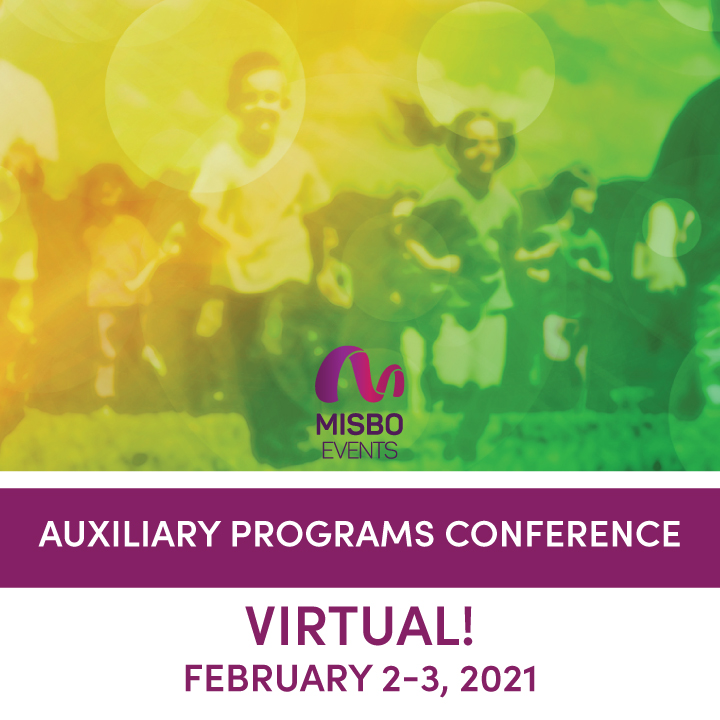 MISBO
EVENTS
AUXILIARY PROGRAMS CONFERENCE
VIRTUAL!
FEBRUARY 2-3, 2021